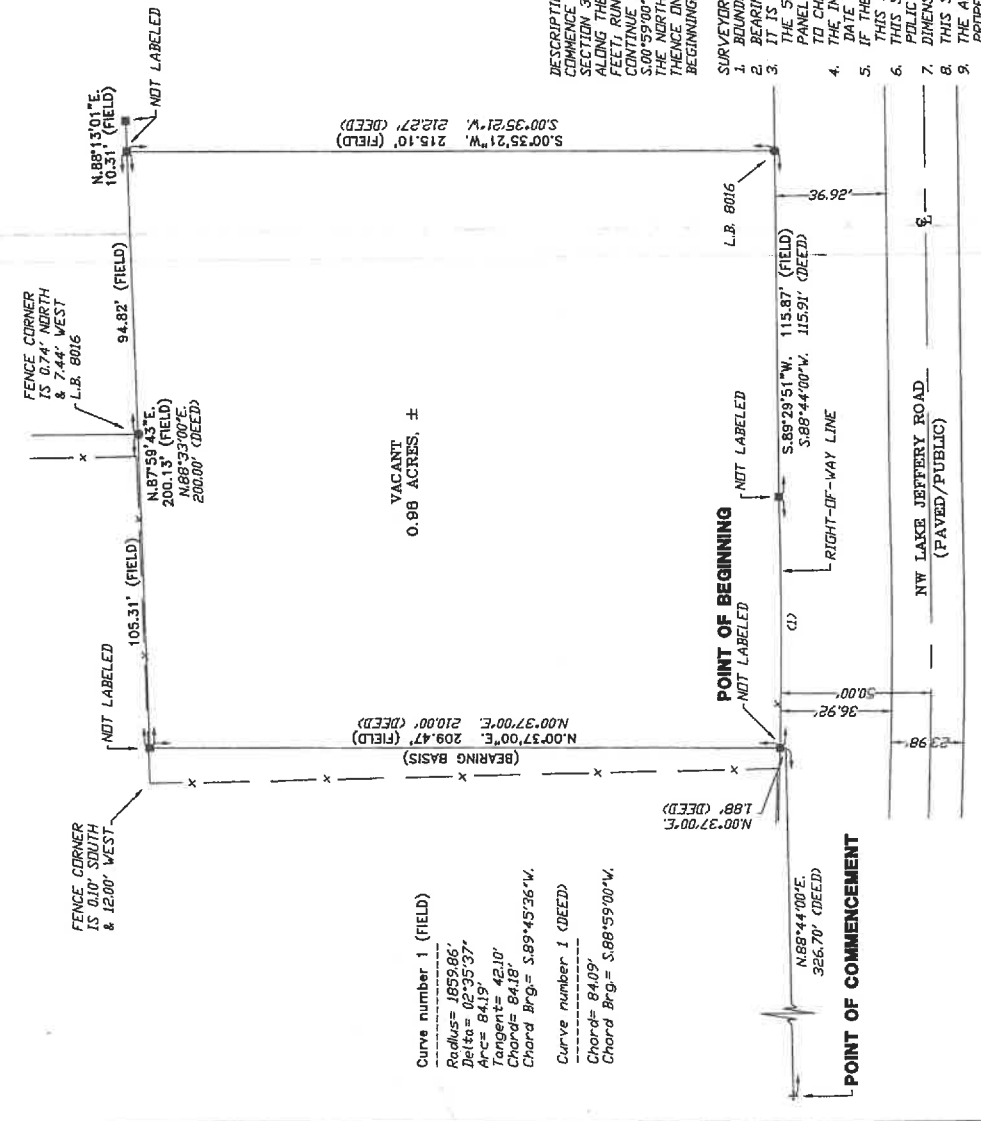 N.88°13'01"E.
10.31' (FIELD)
NOT LABELED
FENCE CORNER
IS 0.74' NORTH
& 7.44' WEST
L.B. 8016
94.82' (FIELD)
N.87°59'43"E.
200.13' (FIELD)
N.88°33'00"E.
200.00' (DEED)
105.31' (FIELD)
NOT LABELED
FENCE CORNER
IS 0.10' SOUTH
& 12.00' WEST
S.00°35'21"W. 215.10' (FIELD)
S.00°35'21"W. 212.27' (DEED)
VACANT
0.98 ACRES, ±
(BEARING BASIS)
N.00°37'00"E. 209.47' (FIELD)
N.00°37'00"E. 210.00' (DEED)
L.B. 8016
36.92'
S.89°29'51"W. 115.87' (FIELD)
S.88°44'00"W. 115.91' (DEED)
NOT LABELED
RIGHT-OF-WAY LINE
POINT OF BEGINNING
NOT LABELED
(1)
NW LAKE JEFFERY ROAD
(PAVED/PUBLIC)
50.00'
36.92'
23.98'
N.00°37'00"E.
1.88' (DEED)
N.88°44'00"E.
326.70' (DEED)
POINT OF COMMENCEMENT
Curve number 1 (FIELD)
Radius= 1859.86'
Delta= 02°35'37"
Arc= 84.19'
Tangent= 42.10'
Chord= 84.18'
Chord Brg.= S.89°45'36"W.
Curve number 1 (DEED)
Chord= 84.09'
Chord Brg.= S.88°59'00"W.
DESCRIPTI
COMMENCE
SECTION 3
ALONG THE
FEET; RUN
CONTINUE
S.00°59'00"
THE NORTH
THENCE ON
BEGINNING
SURVEYOR
1. BOUND
2. BEARIN
3. IT IS
THE 5
PANEL
TO CH
4. THE IN
DATE
5. IF THE
THIS
6. THIS S
POLIC
7. DIMENS
8. THIS S
9. THE A
PROPE